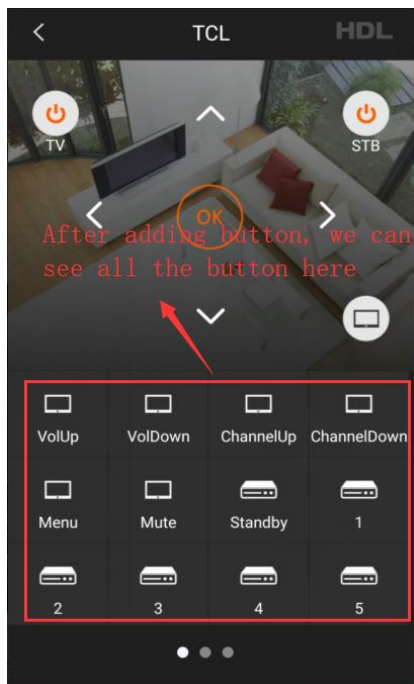 TCL HDL
TV STB
OK
After adding button, we can
see all the button here
VolUp VolDown ChannelUp ChannelDown
Menu Mute Standby 1
2 3 4 5